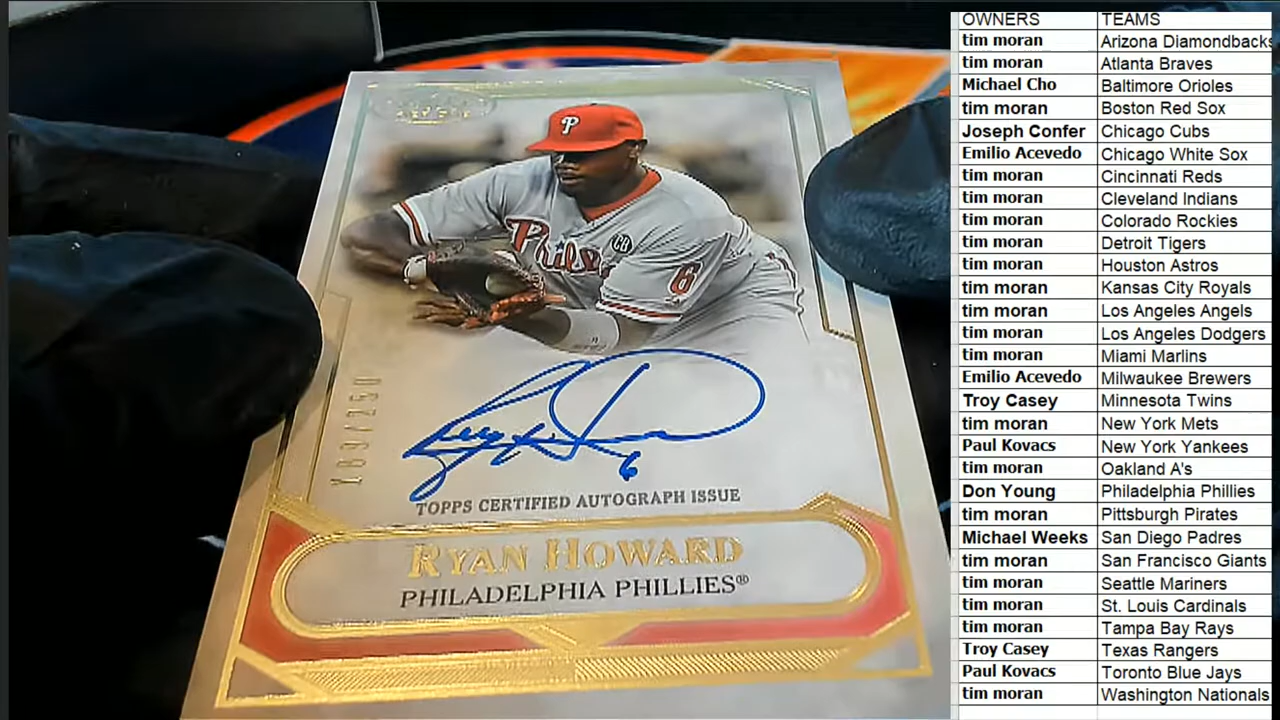 P
Phils
CB
6
189/250
6
TOPPS CERTIFIED AUTOGRAPH ISSUE
RYAN HOWARD
PHILADELPHIA PHILLIES®
OWNERS TEAMS
tim moran Arizona Diamondbacks
tim moran Atlanta Braves
Michael Cho Baltimore Orioles
tim moran Boston Red Sox
Joseph Confer Chicago Cubs
Emilio Acevedo Chicago White Sox
tim moran Cincinnati Reds
tim moran Cleveland Indians
tim moran Colorado Rockies
tim moran Detroit Tigers
tim moran Houston Astros
tim moran Kansas City Royals
tim moran Los Angeles Angels
tim moran Los Angeles Dodgers
tim moran Miami Marlins
Emilio Acevedo Milwaukee Brewers
Troy Casey Minnesota Twins
tim moran New York Mets
Paul Kovacs New York Yankees
tim moran Oakland A's
Don Young Philadelphia Phillies
tim moran Pittsburgh Pirates
Michael Weeks San Diego Padres
tim moran San Francisco Giants
tim moran Seattle Mariners
tim moran St. Louis Cardinals
tim moran Tampa Bay Rays
Troy Casey Texas Rangers
Paul Kovacs Toronto Blue Jays
tim moran Washington Nationals